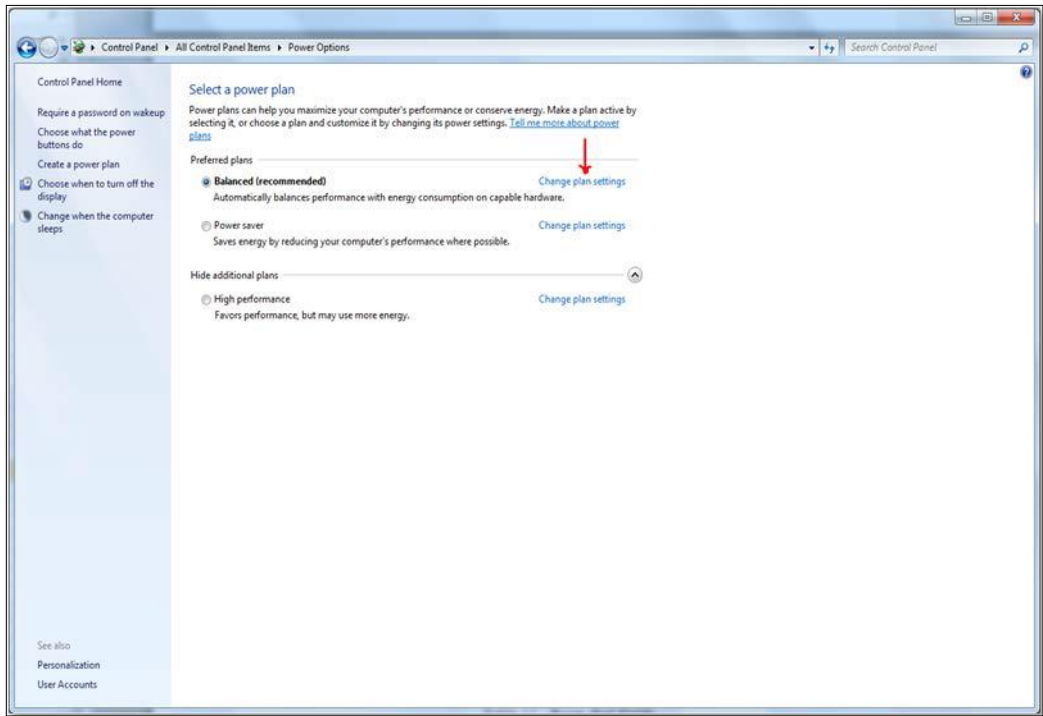 Control Panel ▸ All Control Panel Items ▸ Power Options
Search Control Panel
Control Panel Home
Require a password on wakeup
Choose what the power
buttons do
Create a power plan
Choose when to turn off the
display
Change when the computer
sleeps
See also
Personalization
User Accounts
Select a power plan
Power plans can help you maximize your computer's performance or conserve energy. Make a plan active by
selecting it, or choose a plan and customize it by changing its power settings. Tell me more about power
plans
Preferred plans
Balanced (recommended) Change plan settings
Automatically balances performance with energy consumption on capable hardware.
Power saver Change plan settings
Saves energy by reducing your computer's performance where possible.
Hide additional plans
High performance Change plan settings
Favors performance, but may use more energy.